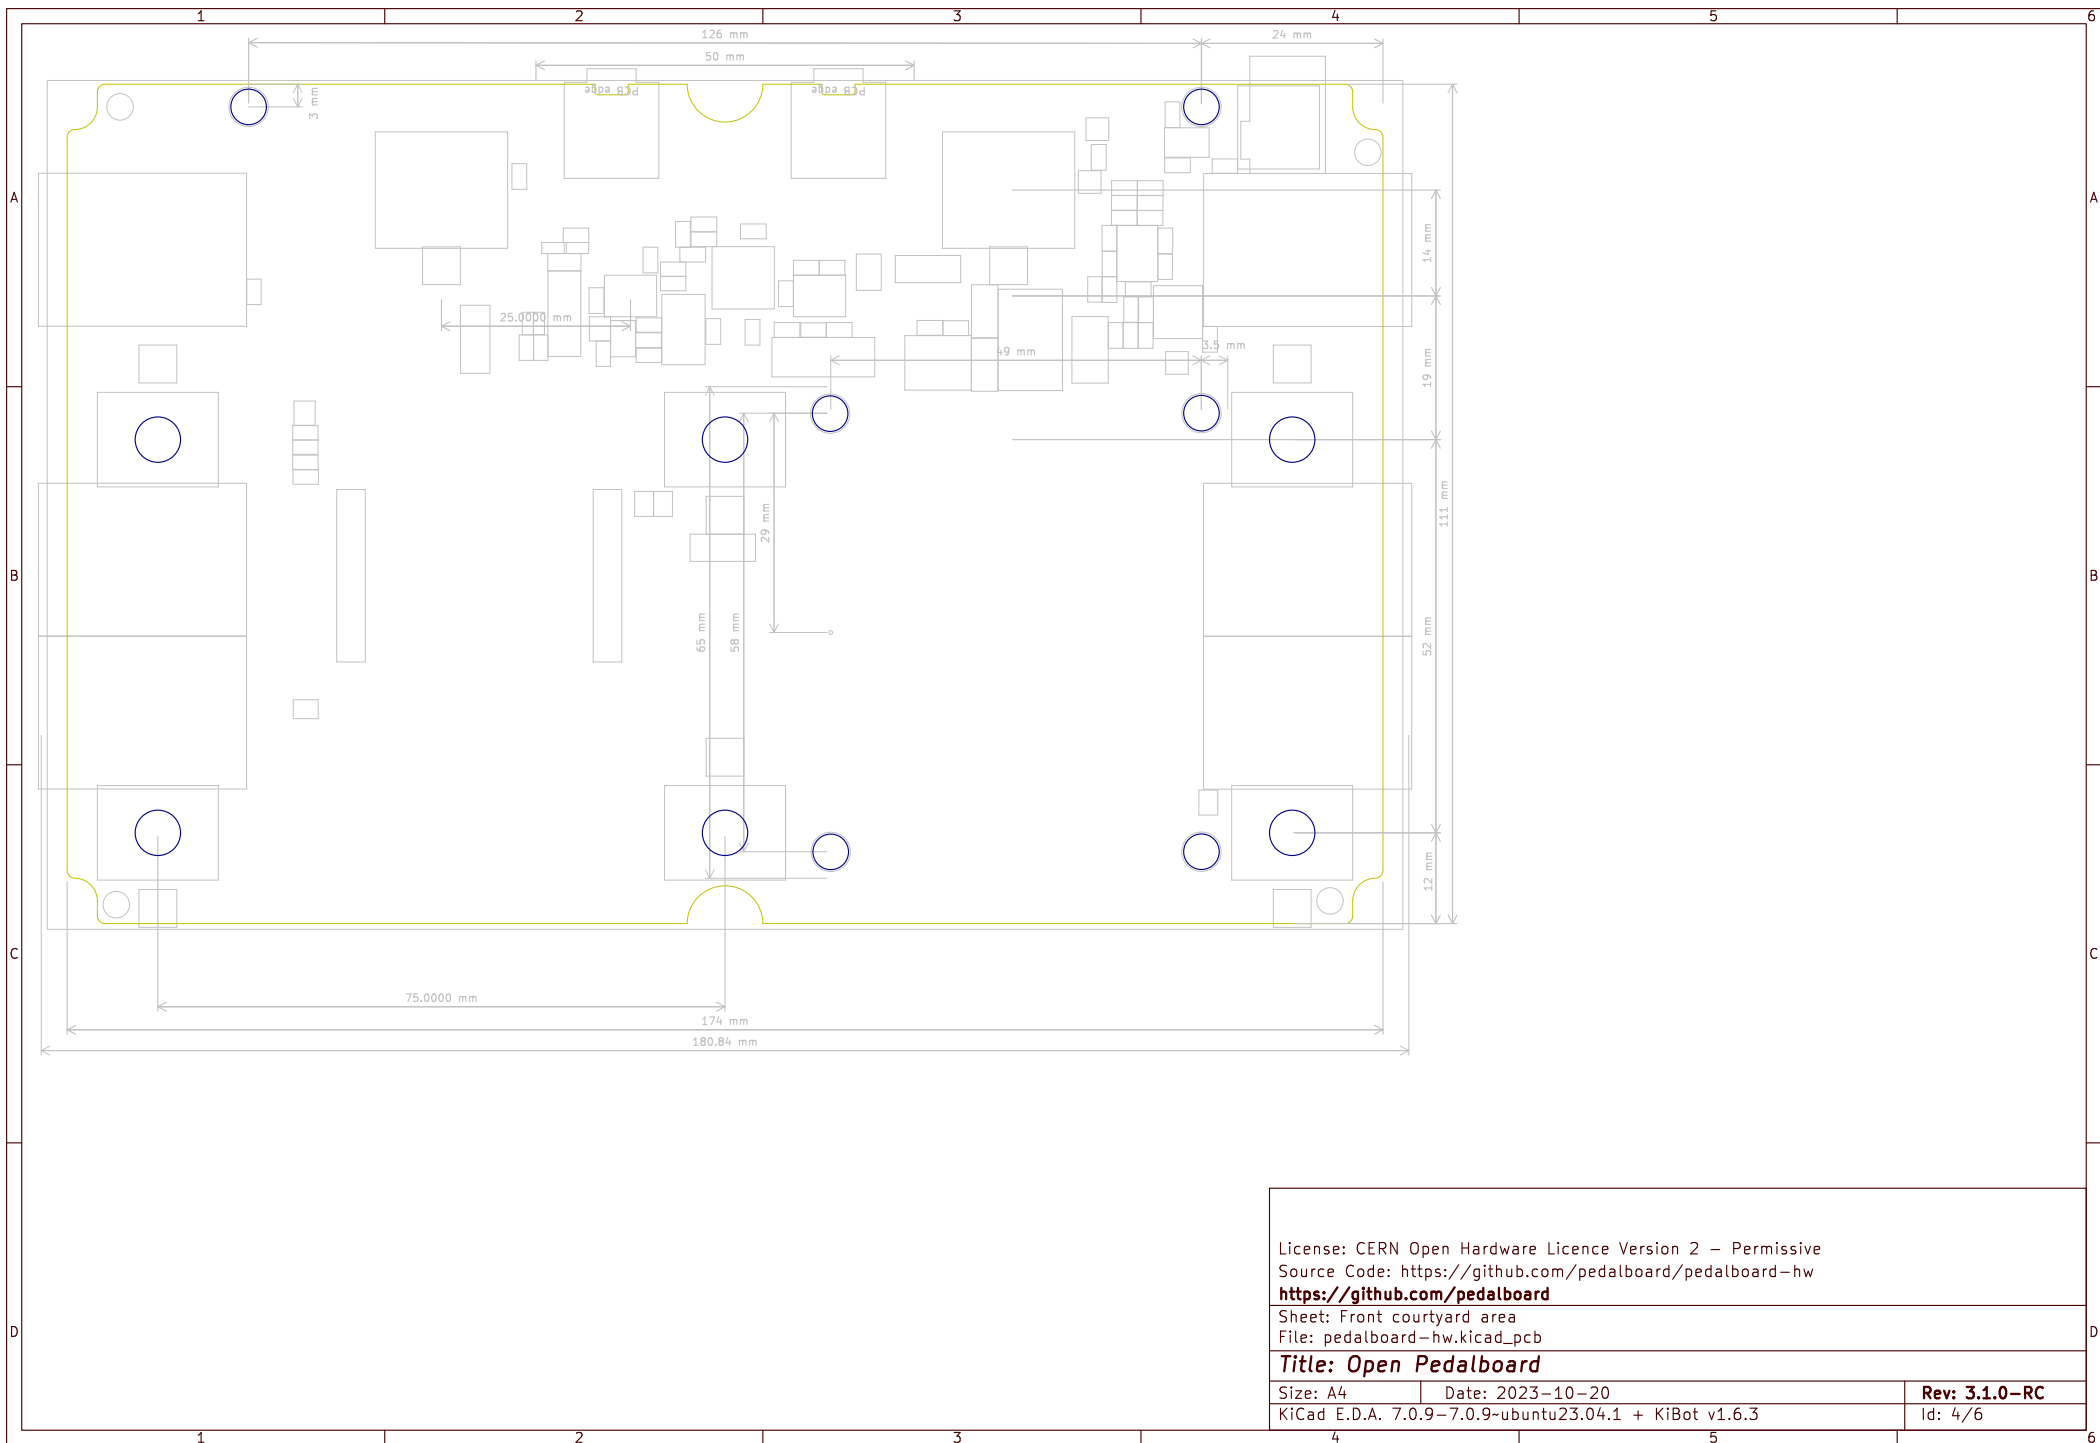 1 2 3 4 5 6
126 mm
24 mm
50 mm
3 mm
PCB edge
PCB edge
A
A
14 mm
25.0000 mm
49 mm
3.5 mm
19 mm
111 mm
29 mm
B
B
65 mm
58 mm
52 mm
12 mm
C
C
75.0000 mm
174 mm
180.84 mm
License: CERN Open Hardware Licence Version 2 - Permissive
Source Code: https://github.com/pedalboard/pedalboard-hw
https://github.com/pedalboard
Sheet: Front courtyard area
File: pedalboard-hw.kicad_pcb
D
D
Title: Open Pedalboard
Size: A4
Date: 2023-10-20
Rev: 3.1.0-RC
KiCad E.D.A. 7.0.9-7.0.9~ubuntu23.04.1 + KiBot v1.6.3
Id: 4/6
1 2 3 4 5 6